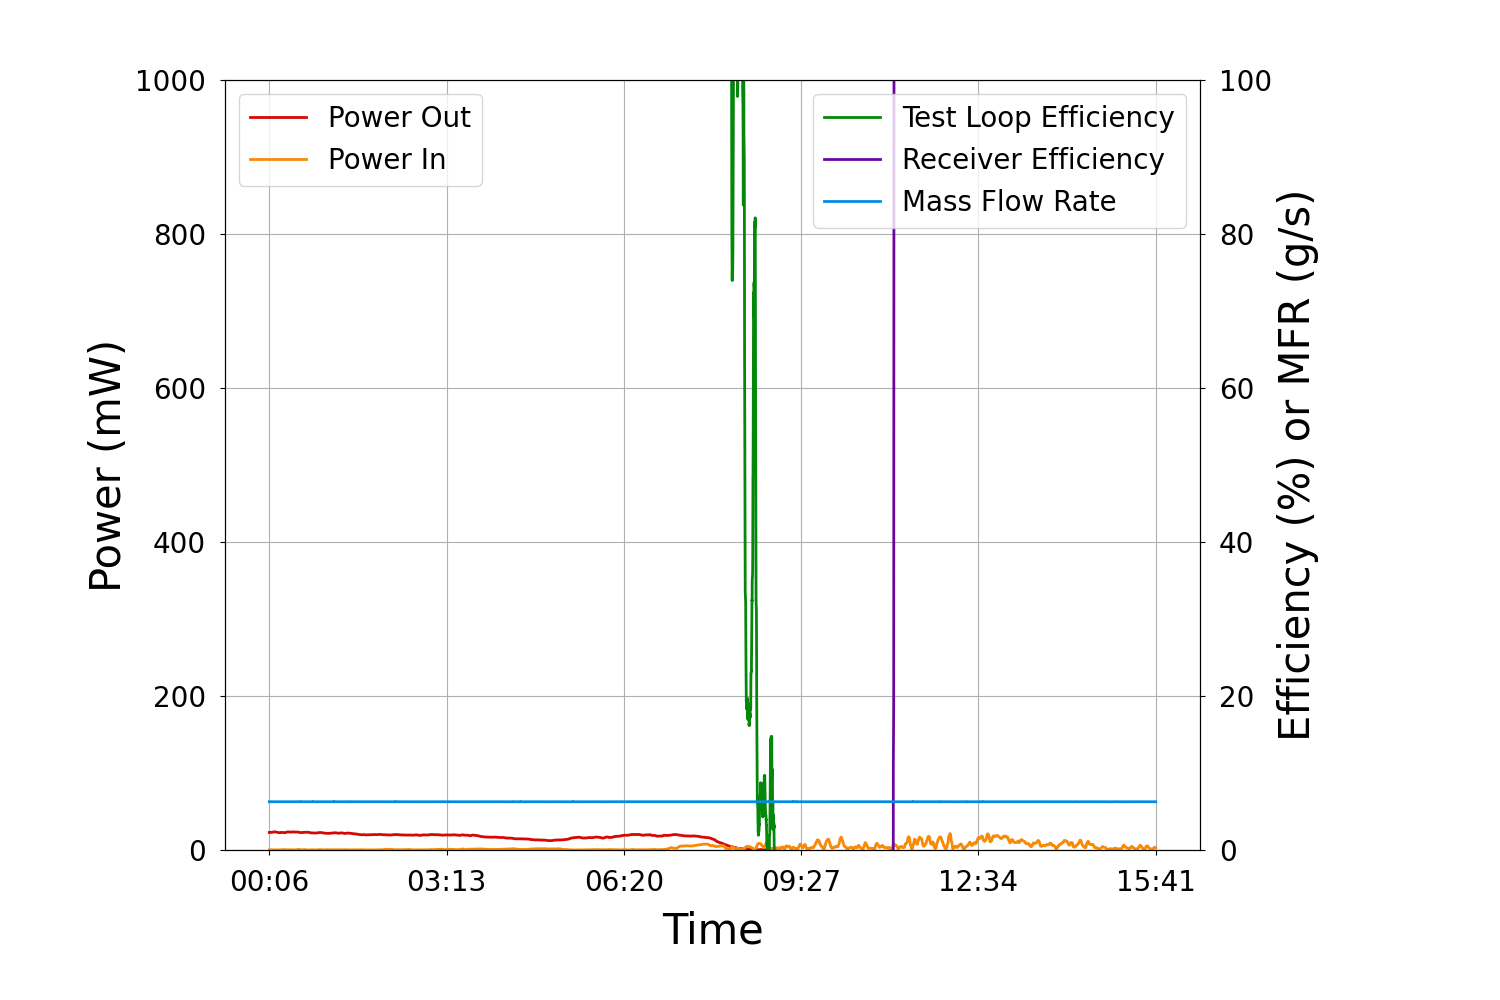 1000
800
600
400
200
0
Power (mW)
Power Out
Power In
Test Loop Efficiency
Receiver Efficiency
Mass Flow Rate
100
80
60
40
20
0
Efficiency (%) or MFR (g/s)
00:06 03:13 06:20 09:27 12:34 15:41
Time